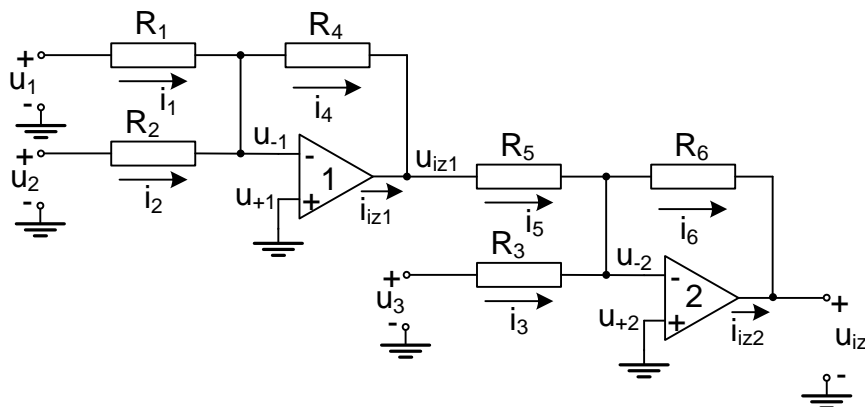 R1 R4
+ u1 - i1 i4
R2 u-1 - 1 uiz1 R5 R6
+ u2 - i2 u+1 + iiz1 i5 i6
R3 u-2 - 2
+ u3 - i3 u+2 + iiz2 + uiz -